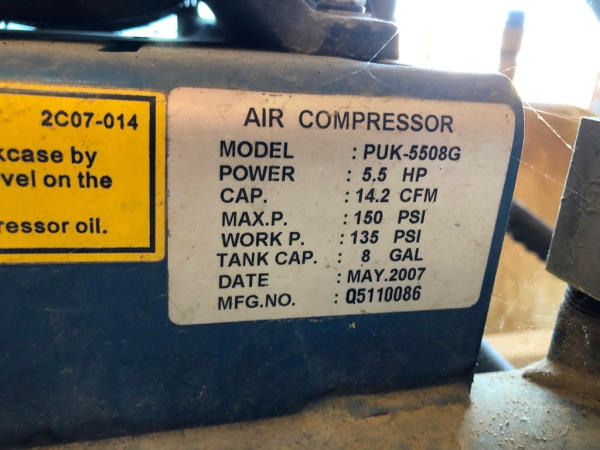 2C07-014
kcase by
vel on the
ressor oil.
AIR COMPRESSOR
MODEL : PUK-5508G
POWER : 5.5 HP
CAP. : 14.2 CFM
MAX.P. : 150 PSI
WORK P. : 135 PSI
TANK CAP. : 8 GAL
DATE : MAY.2007
MFG.NO. : Q5110086